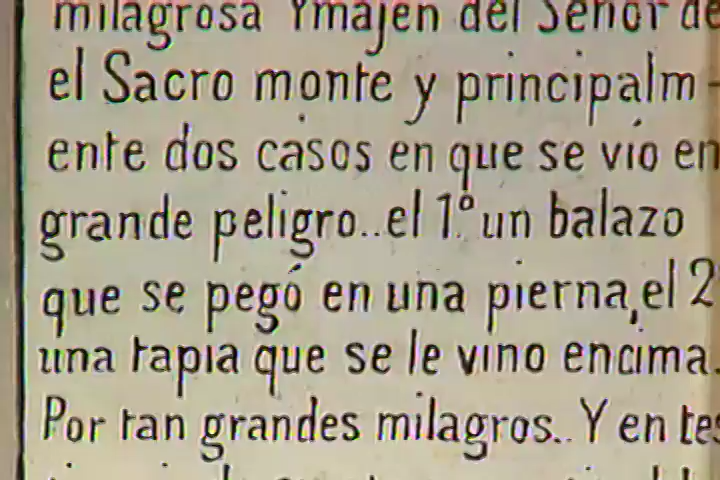 milagrosa Ymajen del Señor de
el Sacro monte y principalm-
ente dos casos en que se vío en
grande peligro..el 1.º un balazo
que se pegó en una pierna, el 2
una tapia que se le vino encima.
Por tan grandes milagros.. Y en tes